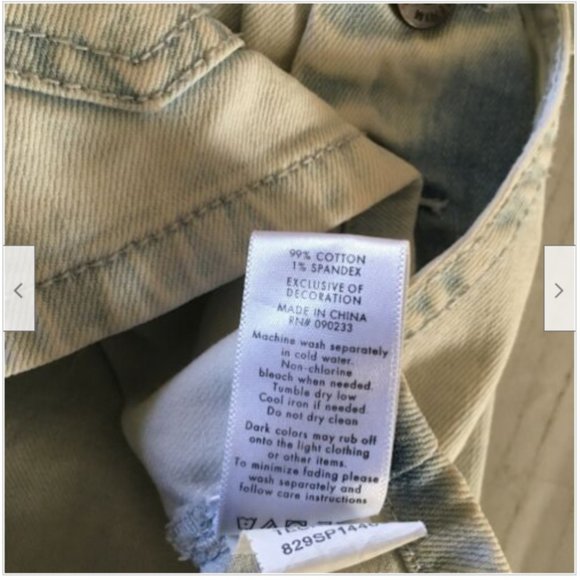 99% COTTON
1% SPANDEX
EXCLUSIVE OF
DECORATION
MADE IN CHINA
RN# 090233
Machine wash separately
in cold water.
Non-chlorine
bleach when needed.
Tumble dry low
Cool iron if needed.
Do not dry clean
Dark colors may rub off
onto the light clothing
or other items.
To minimize fading please
wash separately and
follow care instructions